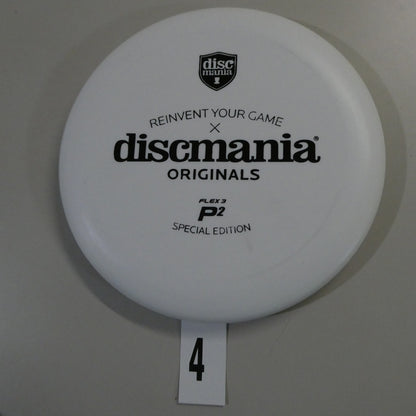 disc
mania
REINVENT YOUR GAME
X
discmania®
ORIGINALS
FLEX 3
P2
SPECIAL EDITION
4